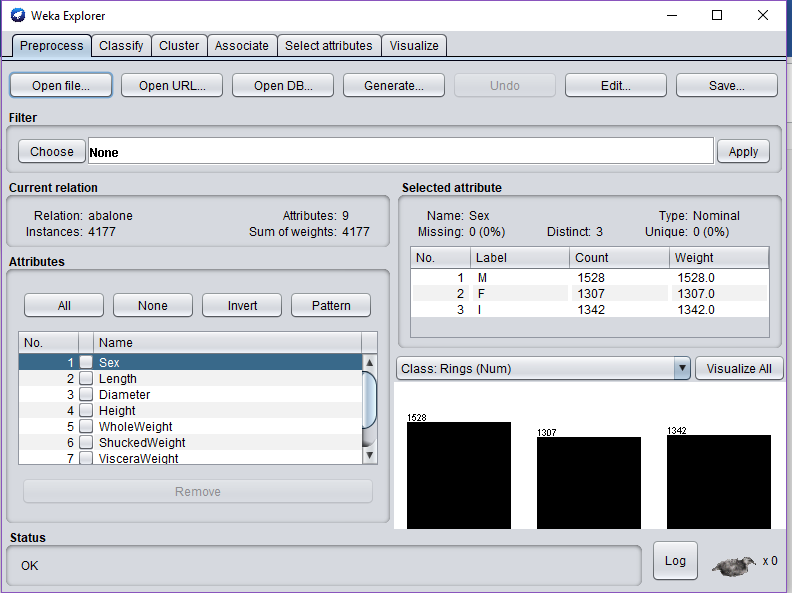 Weka Explorer
Preprocess Classify Cluster Associate Select attributes Visualize
Open file... Open URL... Open DB... Generate... Undo Edit... Save...
Filter
Choose None Apply
Current relation
Relation: abalone Attributes: 9
Instances: 4177 Sum of weights: 4177
Attributes
All None Invert Pattern
No. Name
1 Sex
2 Length
3 Diameter
4 Height
5 WholeWeight
6 ShuckedWeight
7 VisceraWeight
Remove
Selected attribute
Name: Sex Type: Nominal
Missing: 0 (0%) Distinct: 3 Unique: 0 (0%)
No. Label Count Weight
1 M 1528 1528.0
2 F 1307 1307.0
3 I 1342 1342.0
Class: Rings (Num) Visualize All
1528 1307 1342
Status
OK Log x 0